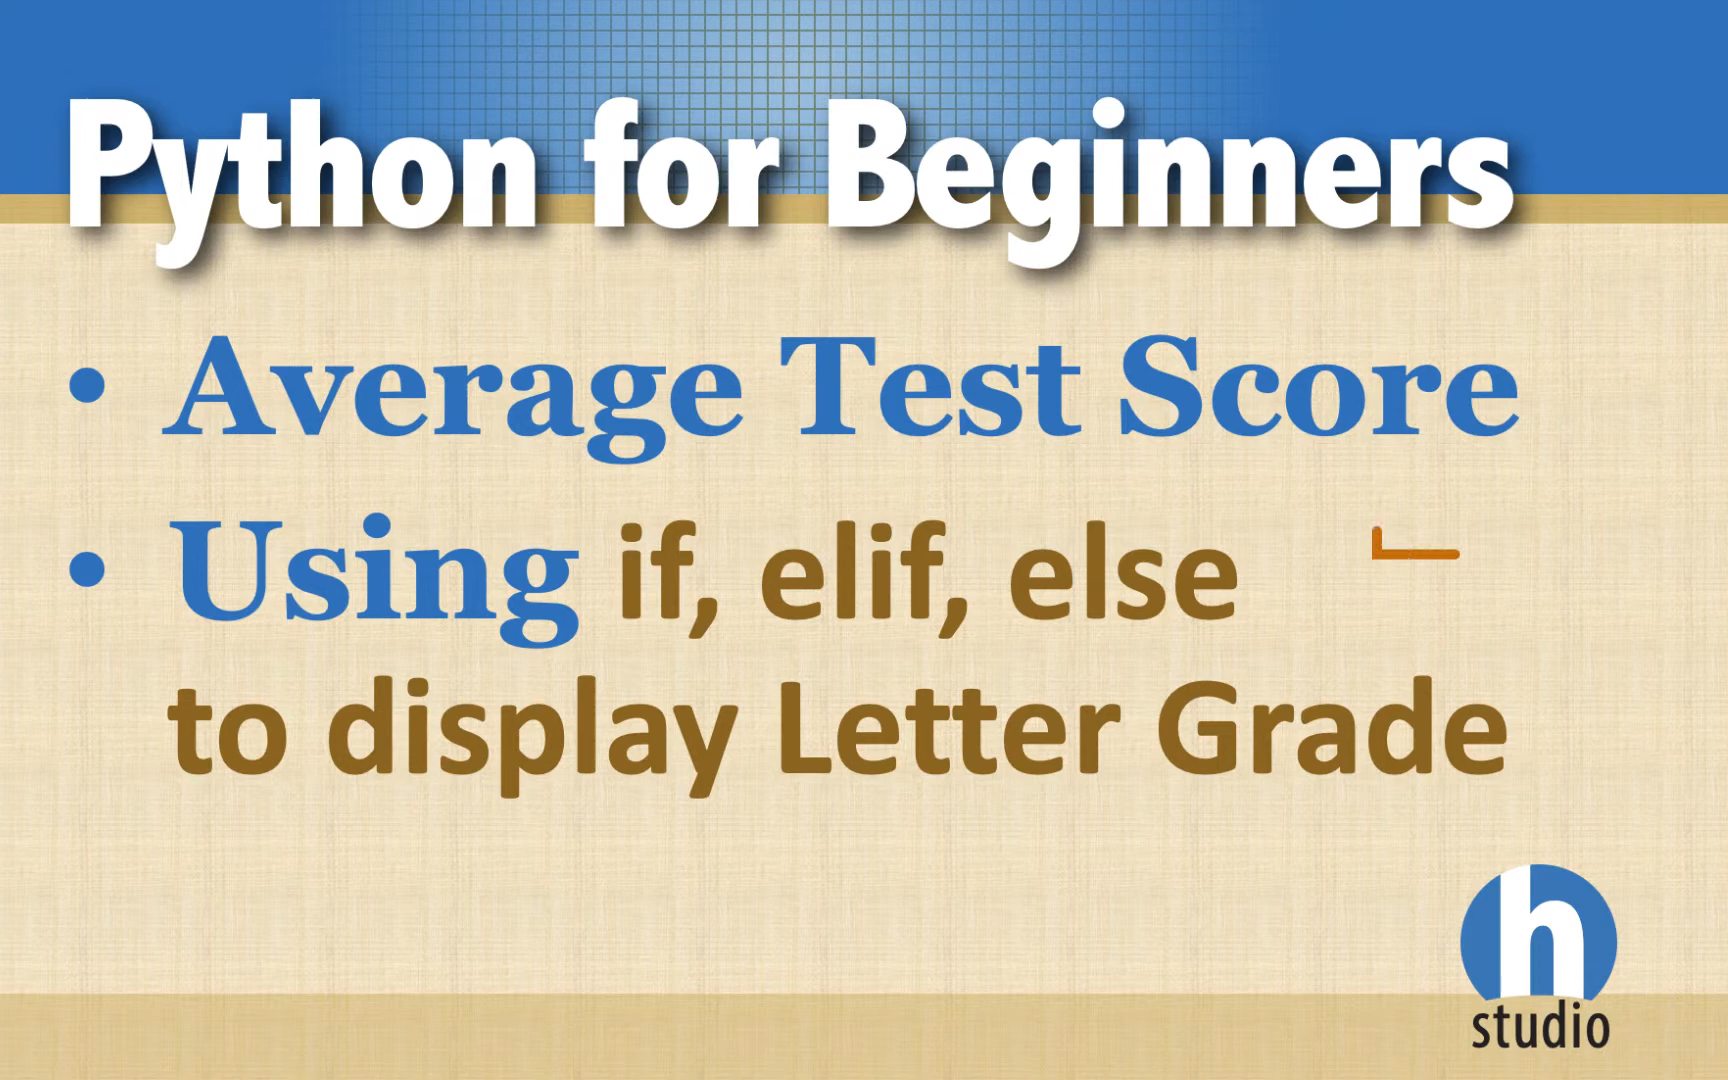 Python for Beginners
• Average Test Score
• Using if, elif, else
to display Letter Grade
h
studio